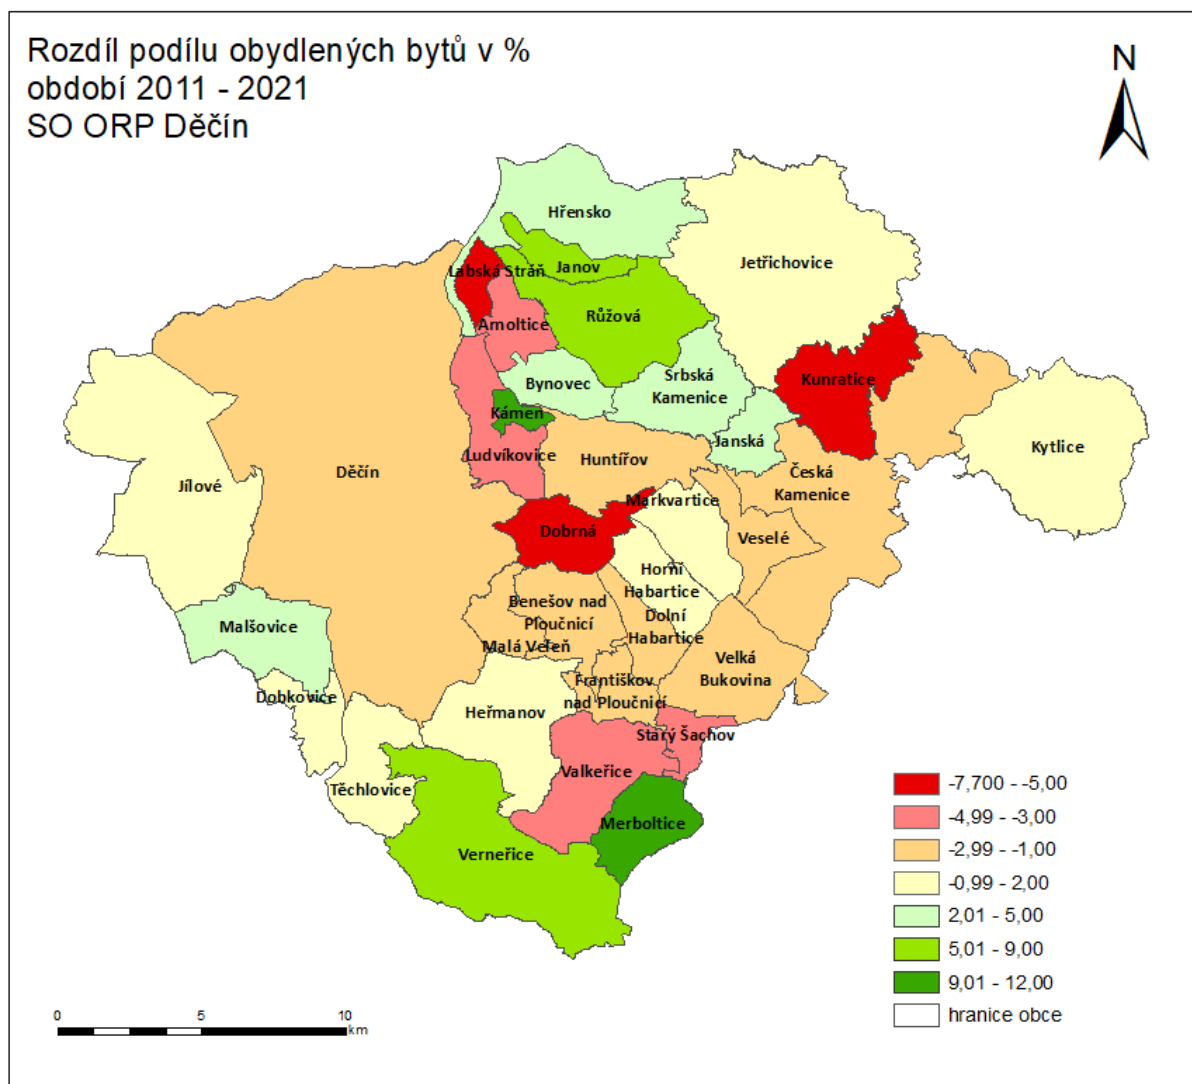 Rozdíl podílu obydlených bytů v %
období 2011 - 2021
SO ORP Děčín
N
Hřensko
Jetřichovice
Labská Stráň
Janov
Růžová
Arnoltice
Kunratice
Srbská
Kamenice
Bynovec
Kámen
Janská
Kytlice
Ludvíkovice
Huntířov
Děčín
Česká
Kamenice
Jílové
Markvartice
Dobrná
Veselé
Horní
Habartice
Benešov nad
Ploučnicí
Dolní
Habartice
Malšovice
Malá Veleň
Velká
Bukovina
Františkov
nad Ploučnicí
Dobkovice
Heřmanov
Starý Šachov
Valkeřice
Těchlovice
Merboltice
Verneřice
-7,700 - -5,00
-4,99 - -3,00
-2,99 - -1,00
-0,99 - 2,00
2,01 - 5,00
5,01 - 9,00
9,01 - 12,00
hranice obce
0 5 10
km